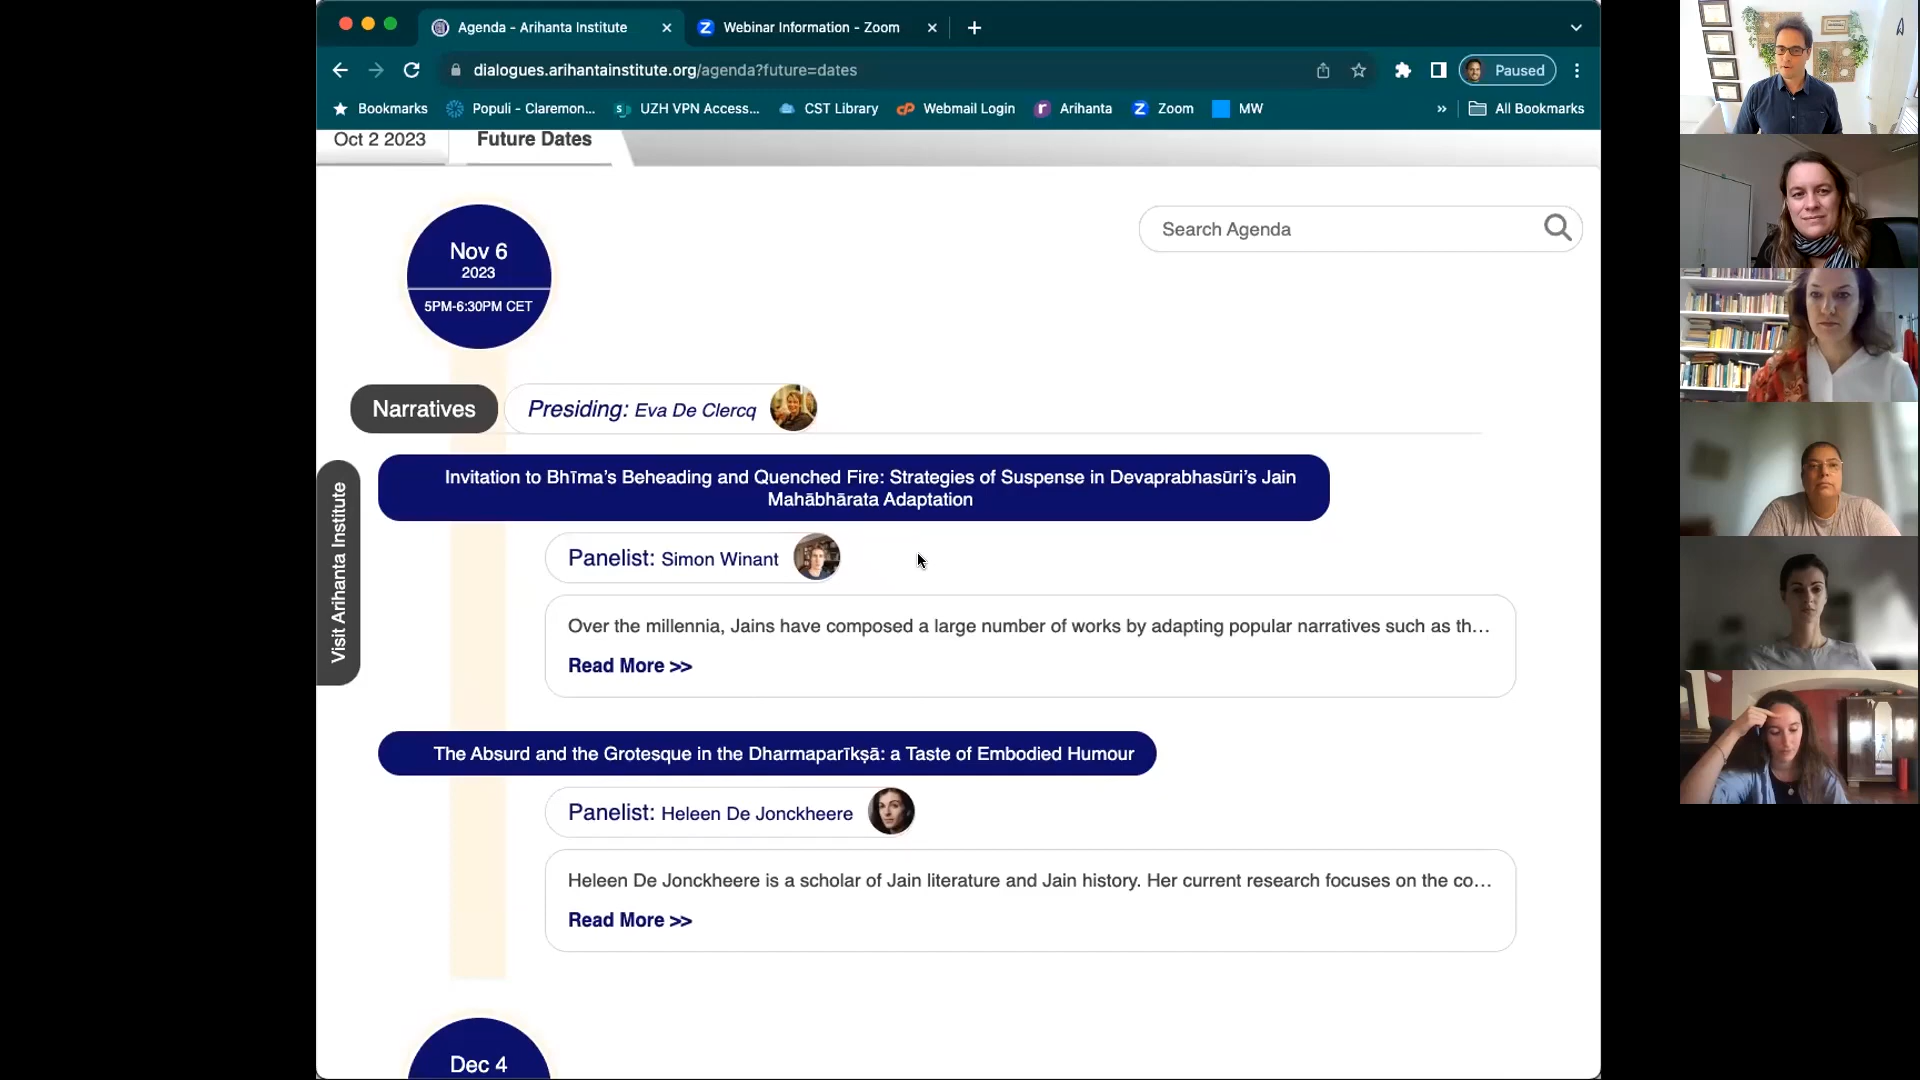 Agenda - Arihanta Institute
Webinar Information - Zoom
dialogues.arihantainstitute.org/agenda?future=dates
Paused
Bookmarks
Populi - Claremon...
UZH VPN Access...
CST Library
Webmail Login
Arihanta
Zoom
MW
»
All Bookmarks
Oct 2 2023
Future Dates
Nov 6
2023
5PM-6:30PM CET
Search Agenda
Narratives
Presiding: Eva De Clercq
Invitation to Bhīma’s Beheading and Quenched Fire: Strategies of Suspense in Devaprabhasūri’s Jain
Mahābhārata Adaptation
Panelist: Simon Winant
Over the millennia, Jains have composed a large number of works by adapting popular narratives such as th...
Read More >>
Visit Arihanta Institute
The Absurd and the Grotesque in the Dharmaparīkṣā: a Taste of Embodied Humour
Panelist: Heleen De Jonckheere
Heleen De Jonckheere is a scholar of Jain literature and Jain history. Her current research focuses on the co...
Read More >>
Dec 4